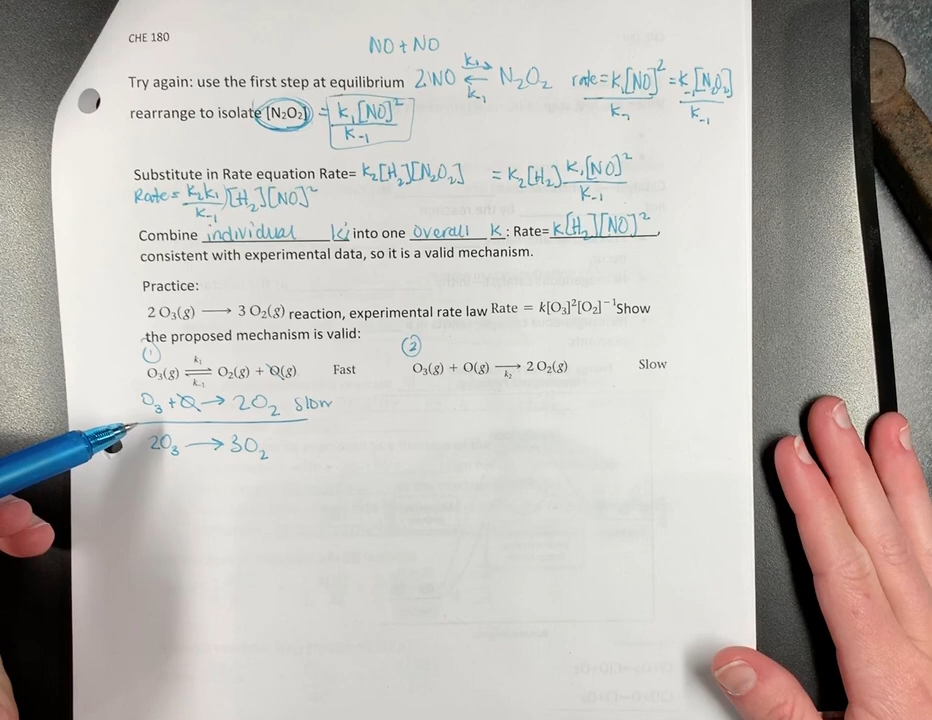 CHE 180
NO + NO
Try again: use the first step at equilibrium 2NO ⇌ N₂O₂ k₁ k₋₁ rate = k₁[NO]² = k₋₁[N₂O₂]
rearrange to isolate [N2O2] = k₁[NO]² / k₋₁
Substitute in Rate equation Rate= k₂[H₂][N₂O₂] = k₂[H₂] k₁[NO]² / k₋₁
Rate = k₂k₁ / k₋₁ [H₂][NO]²
Combine individual k's into one overall k : Rate= k[H₂][NO]²,
consistent with experimental data, so it is a valid mechanism.
Practice:
2 O₃(g) ⟶ 3 O₂(g) reaction, experimental rate law Rate = k[O₃]²[O₂]⁻¹ Show
the proposed mechanism is valid:
① ②
O₃(g) ⇌ O₂(g) + O(g) k₁ k₋₁ Fast O₃(g) + O(g) ⟶ 2 O₂(g) k₂ Slow
O₃ + O → 2O₂ Slow
2O₃ → 3O₂